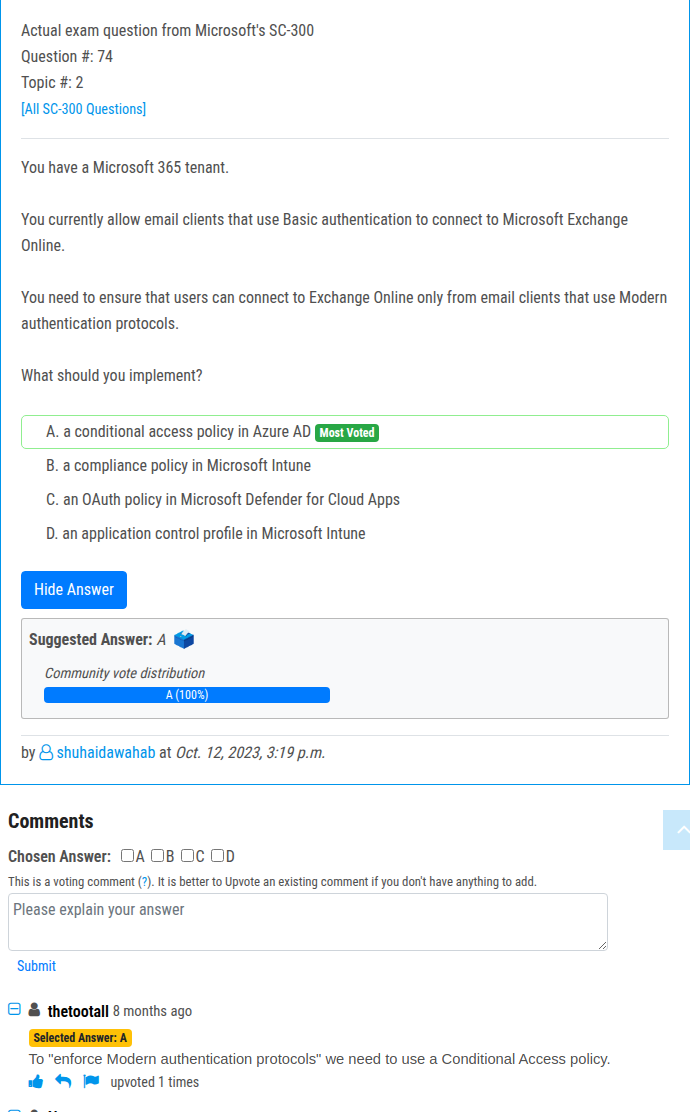 Actual exam question from Microsoft's SC-300
Question #: 74
Topic #: 2
[All SC-300 Questions]
You have a Microsoft 365 tenant.
You currently allow email clients that use Basic authentication to connect to Microsoft Exchange
Online.
You need to ensure that users can connect to Exchange Online only from email clients that use Modern
authentication protocols.
What should you implement?
A. a conditional access policy in Azure AD Most Voted
B. a compliance policy in Microsoft Intune
C. an OAuth policy in Microsoft Defender for Cloud Apps
D. an application control profile in Microsoft Intune
Hide Answer
Suggested Answer: A
Community vote distribution
A (100%)
by shuhaidawahab at Oct. 12, 2023, 3:19 p.m.
Comments
Chosen Answer: A B C D
This is a voting comment (?). It is better to Upvote an existing comment if you don't have anything to add.
Please explain your answer
Submit
thetootall 8 months ago
Selected Answer: A
To "enforce Modern authentication protocols" we need to use a Conditional Access policy.
upvoted 1 times